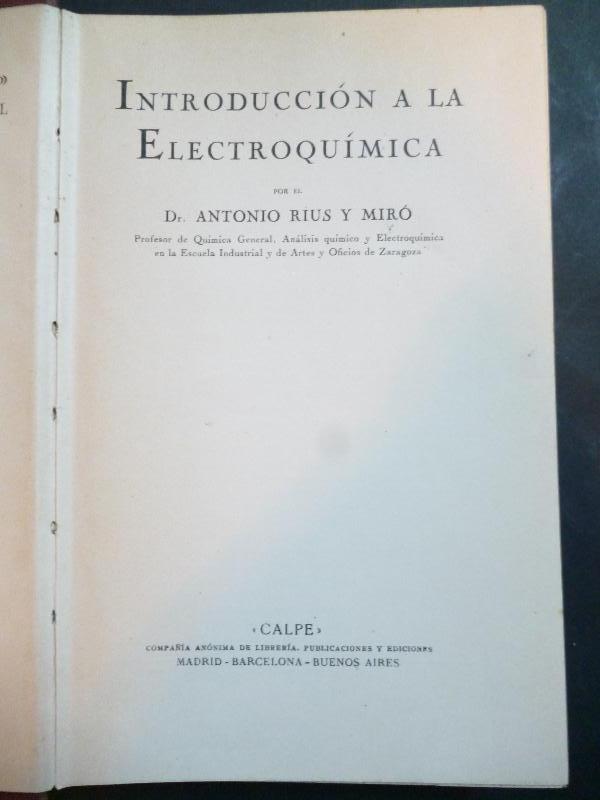 »
L
INTRODUCCIÓN A LA
ELECTROQUÍMICA
POR EL
Dr. ANTONIO RÍUS Y MIRÓ
Profesor de Química General, Análisis químico y Electroquímica
en la Escuela Industrial y de Artes y Oficios de Zaragoza
«CALPE»
COMPAÑÍA ANÓNIMA DE LIBRERÍA, PUBLICACIONES Y EDICIONES
MADRID - BARCELONA - BUENOS AIRES